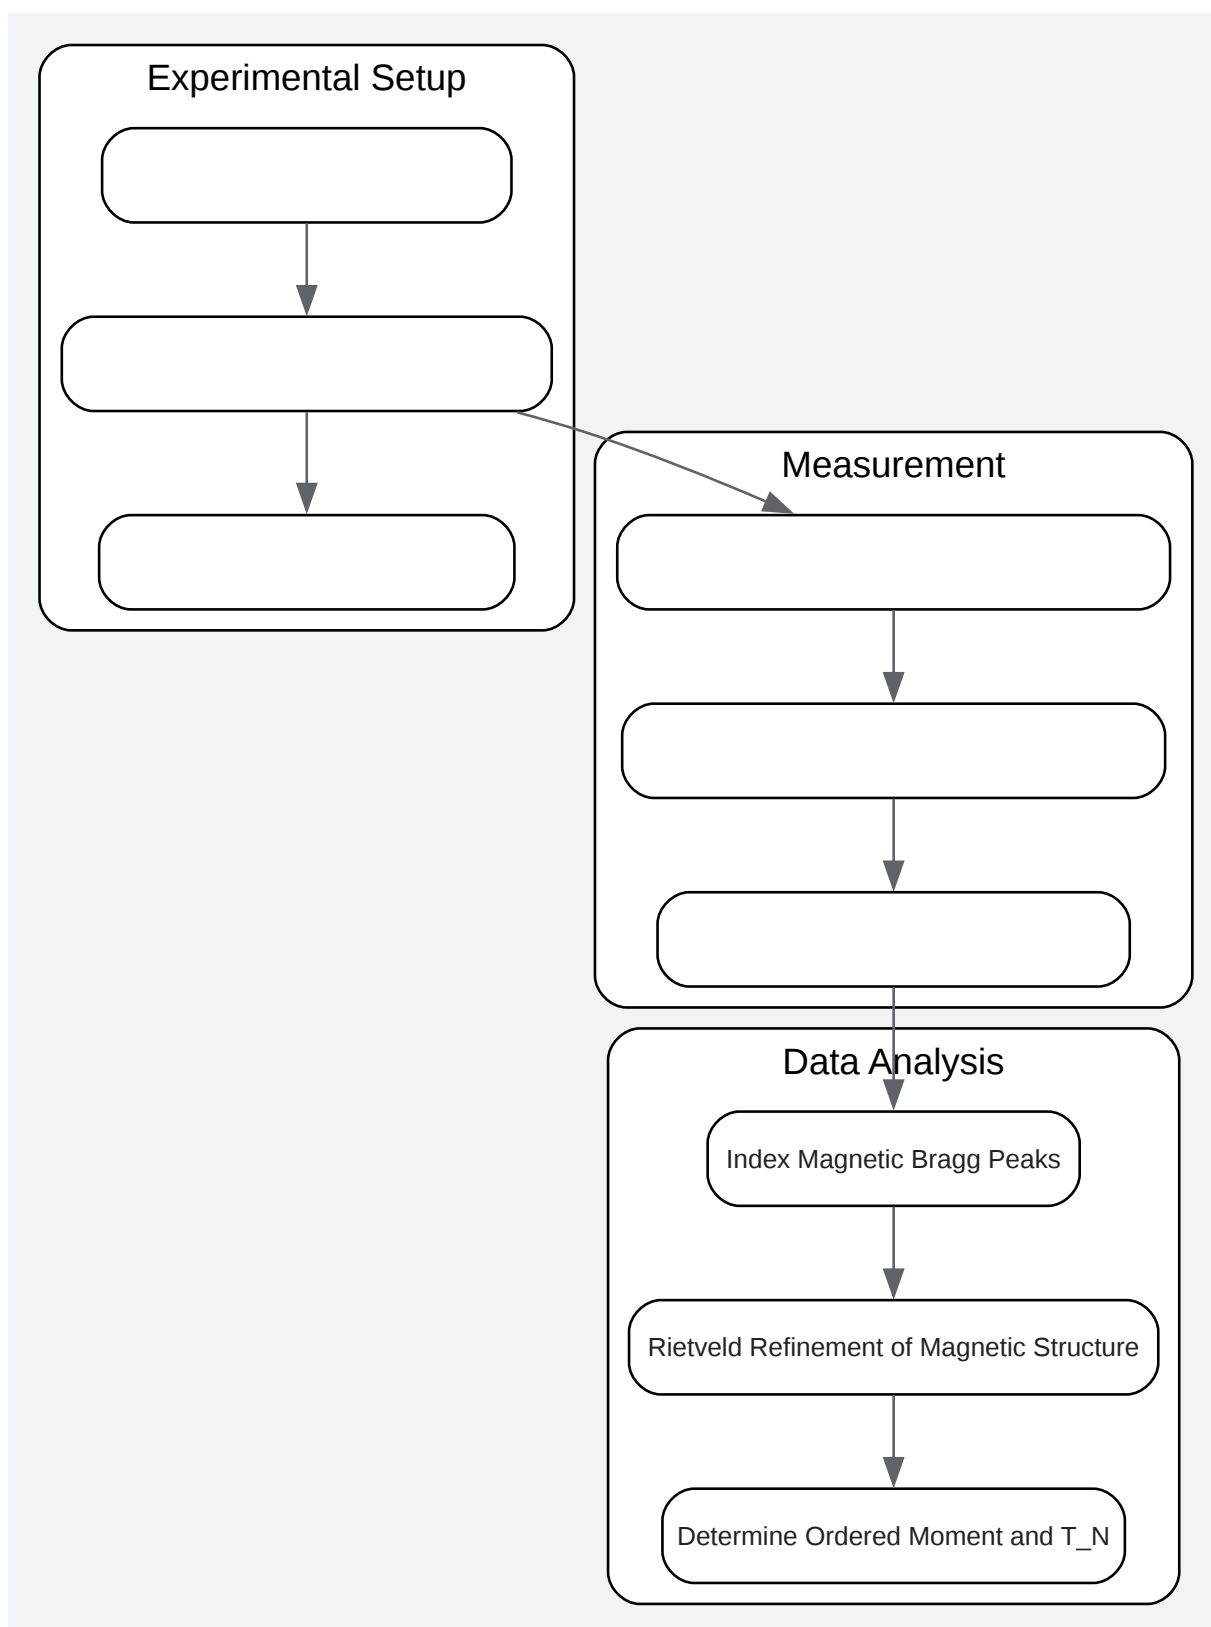 Experimental Setup
Measurement
Data Analysis
Index Magnetic Bragg Peaks
Rietveld Refinement of Magnetic Structure
Determine Ordered Moment and T_N